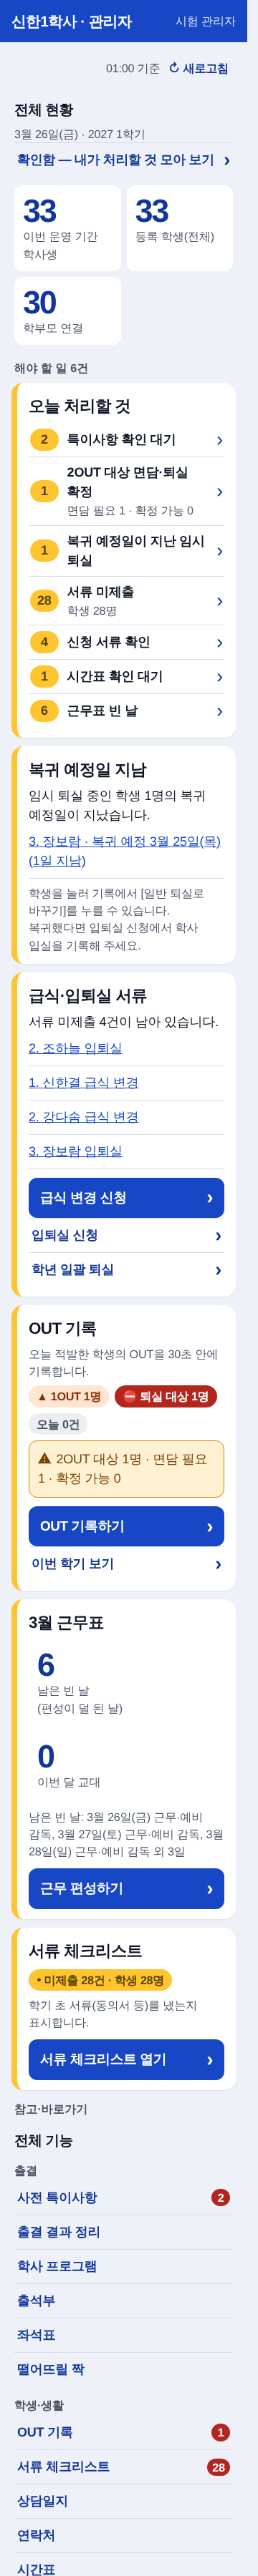 신한1학사 · 관리자
시험 관리자
01:00 기준 새로고침
전체 현황
3월 26일(금) · 2027 1학기
확인함 — 내가 처리할 것 모아 보기 ›
33
이번 운영 기간
학사생
33
등록 학생(전체)
30
학부모 연결
해야 할 일 6건
오늘 처리할 것
2 특이사항 확인 대기 ›
1 2OUT 대상 면담·퇴실
확정 ›
면담 필요 1 · 확정 가능 0
1 복귀 예정일이 지난 임시
퇴실 ›
28 서류 미제출 ›
학생 28명
4 신청 서류 확인 ›
1 시간표 확인 대기 ›
6 근무표 빈 날 ›
복귀 예정일 지남
임시 퇴실 중인 학생 1명의 복귀
예정일이 지났습니다.
3. 장보람 · 복귀 예정 3월 25일(목)
(1일 지남)
학생을 눌러 기록에서 [일반 퇴실로
바꾸기]를 누를 수 있습니다.
복귀했다면 입퇴실 신청에서 학사
입실을 기록해 주세요.
급식·입퇴실 서류
서류 미제출 4건이 남아 있습니다.
2. 조하늘 입퇴실
1. 신한결 급식 변경
2. 강다솜 급식 변경
3. 장보람 입퇴실
급식 변경 신청 ›
입퇴실 신청 ›
학년 일괄 퇴실 ›
OUT 기록
오늘 적발한 학생의 OUT을 30초 안에
기록합니다.
▲ 1OUT 1명
⛔ 퇴실 대상 1명
오늘 0건
⚠ 2OUT 대상 1명 · 면담 필요
1 · 확정 가능 0
OUT 기록하기 ›
이번 학기 보기 ›
3월 근무표
6
남은 빈 날
(편성이 덜 된 날)
0
이번 달 교대
남은 빈 날: 3월 26일(금) 근무·예비
감독, 3월 27일(토) 근무·예비 감독, 3월
28일(일) 근무·예비 감독 외 3일
근무 편성하기 ›
서류 체크리스트
• 미제출 28건 · 학생 28명
학기 초 서류(동의서 등)를 냈는지
표시합니다.
서류 체크리스트 열기 ›
참고·바로가기
전체 기능
출결
사전 특이사항 2
출결 결과 정리
학사 프로그램
출석부
좌석표
떨어뜨릴 짝
학생·생활
OUT 기록 1
서류 체크리스트 28
상담일지
연락처
시간표